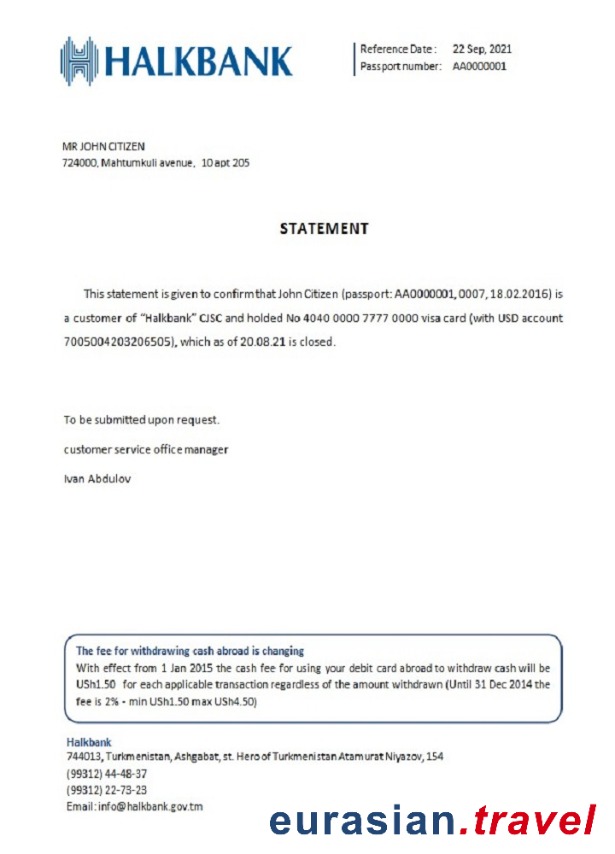 HALKBANK
Reference Date : 22 Sep, 2021
Passport number: AA0000001
MR JOHN CITIZEN
724000, Mahtumkuli avenue, 10 apt 205
STATEMENT
This statement is given to confirm that John Citizen (passport: AA0000001, 0007, 18.02.2016) is
a customer of "Halkbank" CJSC and holded No 4040 0000 7777 0000 visa card (with USD account
7005004203206505), which as of 20.08.21 is closed.
To be submitted upon request.
customer service office manager
Ivan Abdulov
The fee for withdrawing cash abroad is changing
With effect from 1 Jan 2015 the cash fee for using your debit card abroad to withdraw cash will be
USh1.50 for each applicable transaction regardless of the amount withdrawn (Until 31 Dec 2014 the
fee is 2% - min USh1.50 max USh4.50)
Halkbank
744013, Turkmenistan, Ashgabat, st. Hero of Turkmenistan Atamurat Niyazov, 154
(99312) 44-48-37
(99312) 22-73-23
Email: info@halkbank.gov.tm
eurasian.travel